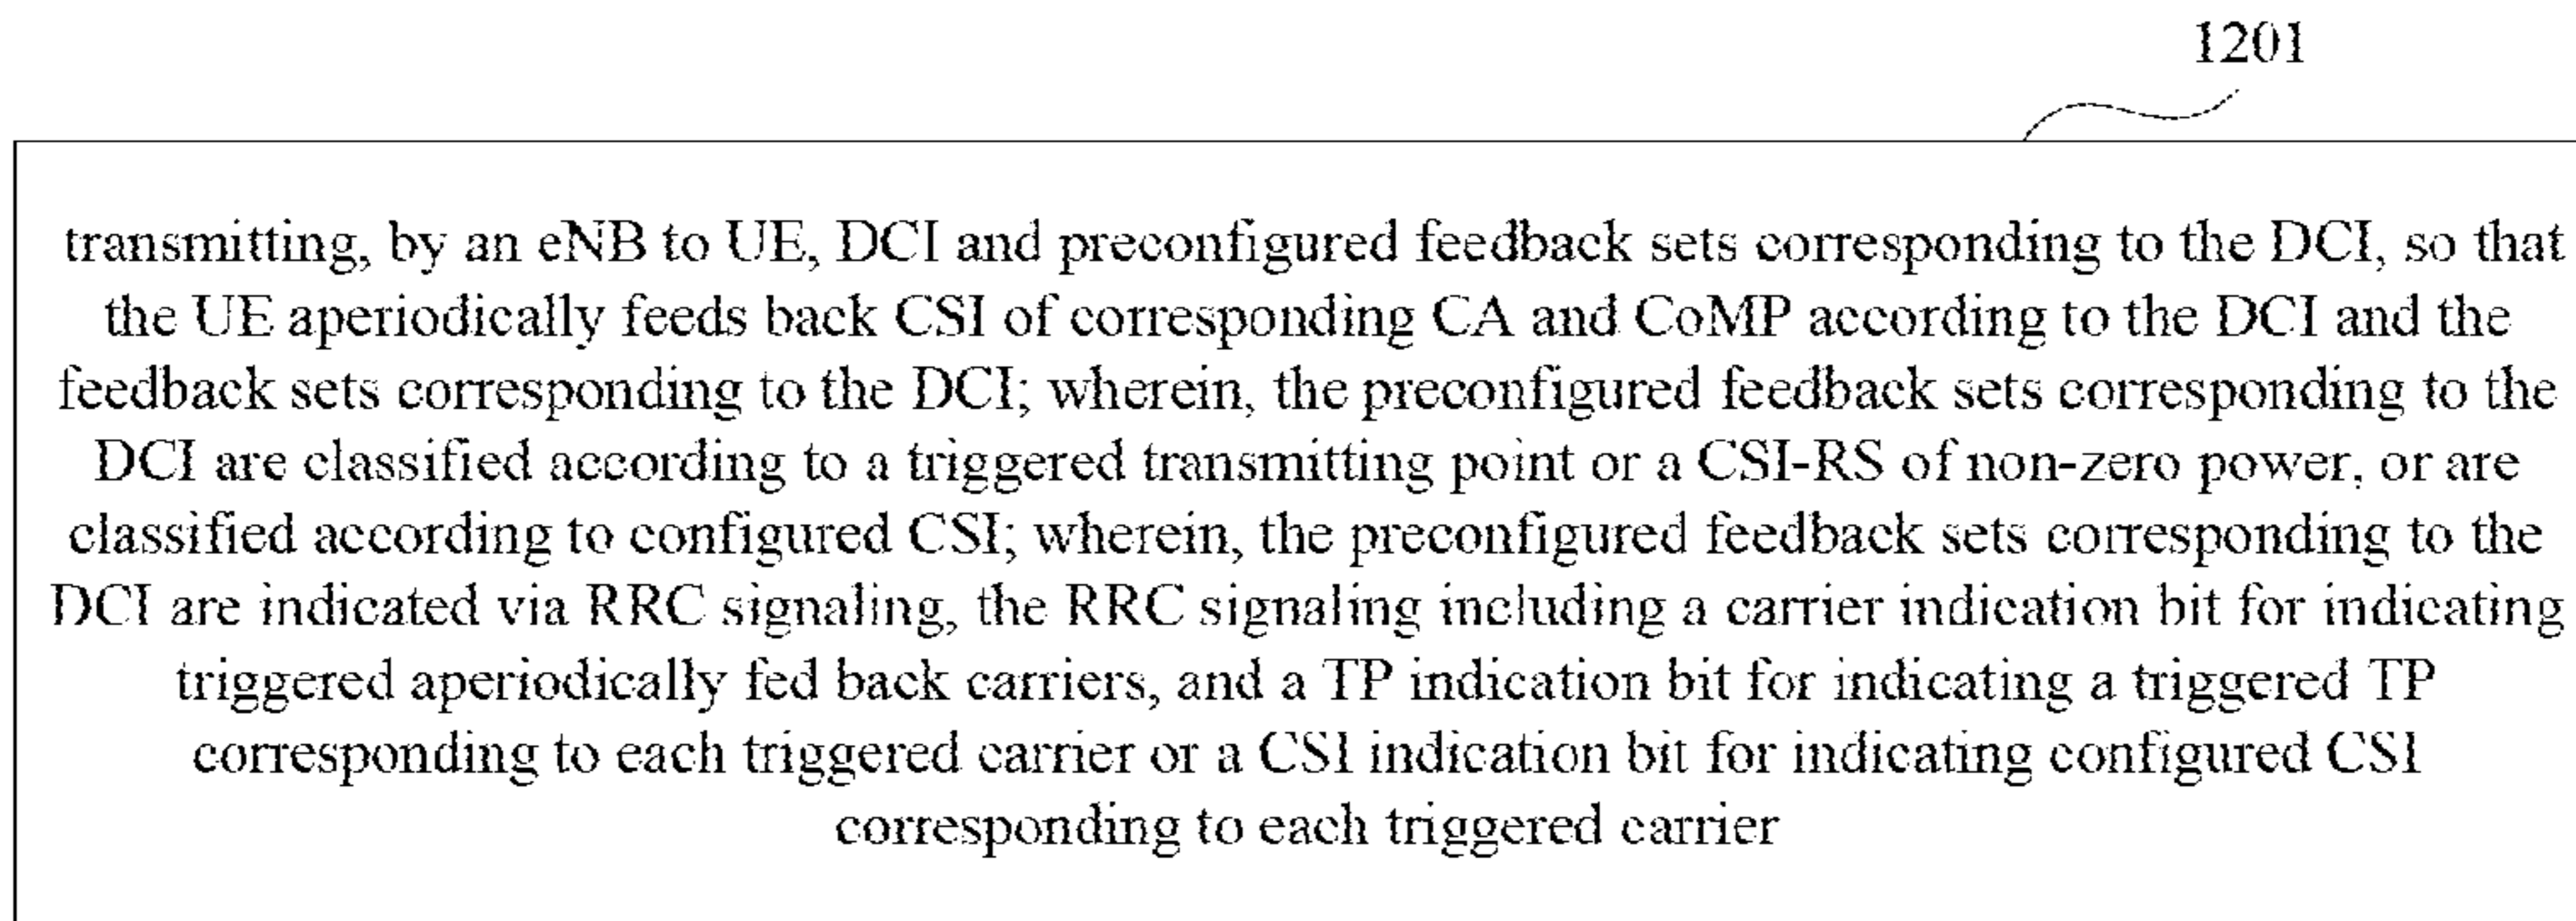 1201
transmitting, by an eNB to UE, DCI and preconfigured feedback sets corresponding to the DCI, so that
the UE aperiodically feeds back CSI of corresponding CA and CoMP according to the DCI and the
feedback sets corresponding to the DCI; wherein, the preconfigured feedback sets corresponding to the
DCI are classified according to a triggered transmitting point or a CSI-RS of non-zero power, or are
classified according to configured CSI; wherein, the preconfigured feedback sets corresponding to the
DCI are indicated via RRC signaling, the RRC signaling including a carrier indication bit for indicating
triggered aperiodically fed back carriers, and a TP indication bit for indicating a triggered TP
corresponding to each triggered carrier or a CSI indication bit for indicating configured CSI
corresponding to each triggered carrier